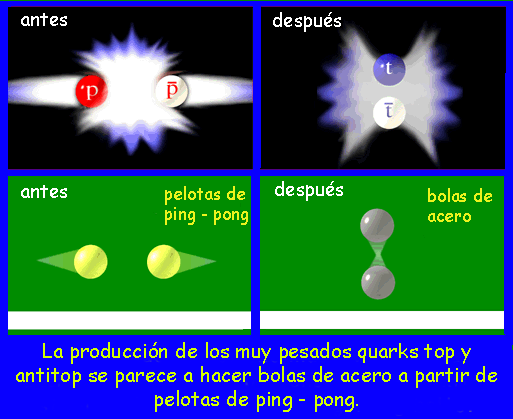 antes
después
p
p̄
t
t̄
antes
pelotas de
ping - pong
después
bolas de
acero
La producción de los muy pesados quarks top y
antitop se parece a hacer bolas de acero a partir de
pelotas de ping - pong.